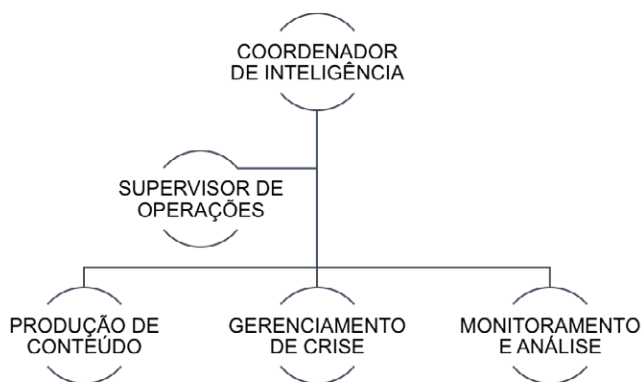 COORDENADOR
DE INTELIGÊNCIA
SUPERVISOR DE
OPERAÇÕES
PRODUÇÃO DE
CONTEÚDO
GERENCIAMENTO
DE CRISE
MONITORAMENTO
E ANÁLISE